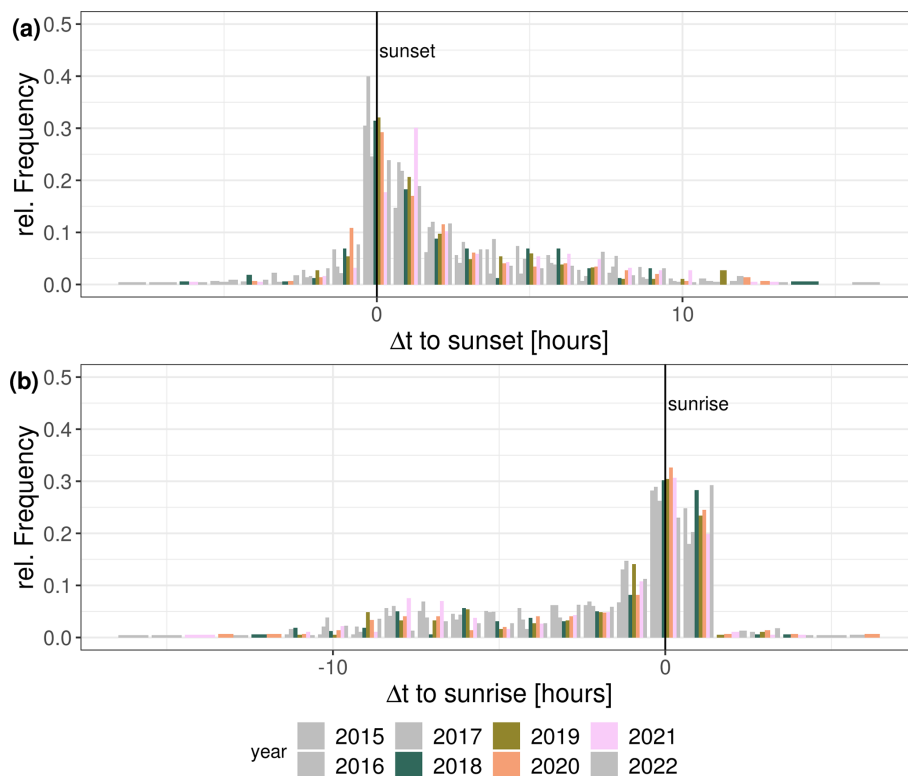 (a)
rel. Frequency
0.5
0.4
0.3
0.2
0.1
0.0
sunset
0
10
Δt to sunset [hours]
(b)
rel. Frequency
0.5
0.4
0.3
0.2
0.1
0.0
sunrise
-10
0
Δt to sunrise [hours]
year
2015 2017 2019 2021
2016 2018 2020 2022